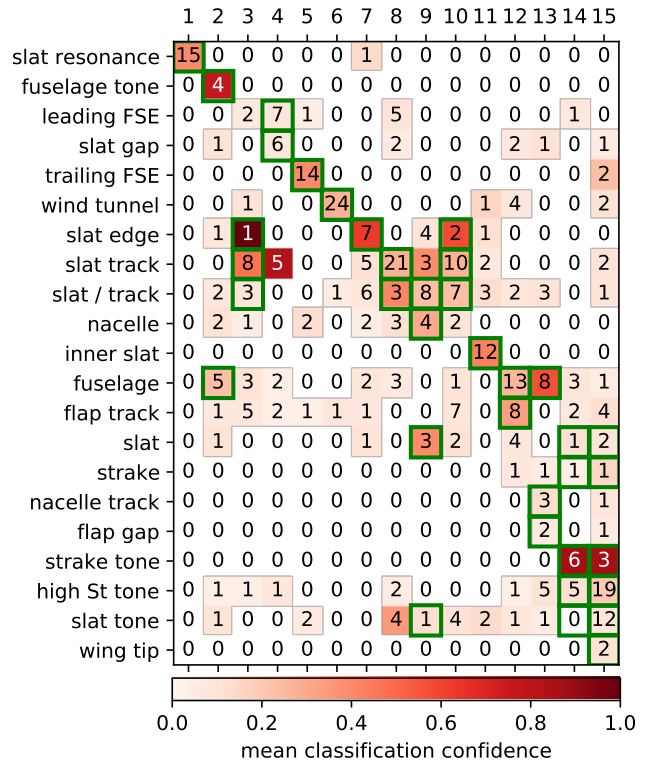 1 2 3 4 5 6 7 8 9 10 11 12 13 14 15
slat resonance 15 0 0 0 0 0 1 0 0 0 0 0 0 0 0
fuselage tone 0 4 0 0 0 0 0 0 0 0 0 0 0 0 0
leading FSE 0 0 2 7 1 0 0 5 0 0 0 0 0 1 0
slat gap 0 1 0 6 0 0 0 2 0 0 0 2 1 0 1
trailing FSE 0 0 0 0 14 0 0 0 0 0 0 0 0 0 2
wind tunnel 0 0 1 0 0 24 0 0 0 0 1 4 0 0 2
slat edge 0 1 1 0 0 0 7 0 4 2 1 0 0 0 0
slat track 0 0 8 5 0 0 5 21 3 10 2 0 0 0 2
slat / track 0 2 3 0 0 1 6 3 8 7 3 2 3 0 1
nacelle 0 2 1 0 2 0 2 3 4 2 0 0 0 0 0
inner slat 0 0 0 0 0 0 0 0 0 0 12 0 0 0 0
fuselage 0 5 3 2 0 0 2 3 0 1 0 13 8 3 1
flap track 0 1 5 2 1 1 1 0 0 7 0 8 0 2 4
slat 0 1 0 0 0 0 1 0 3 2 0 4 0 1 2
strake 0 0 0 0 0 0 0 0 0 0 0 1 1 1 1
nacelle track 0 0 0 0 0 0 0 0 0 0 0 0 3 0 1
flap gap 0 0 0 0 0 0 0 0 0 0 0 0 2 0 1
strake tone 0 0 0 0 0 0 0 0 0 0 0 0 0 6 3
high St tone 0 1 1 1 0 0 0 2 0 0 0 1 5 5 19
slat tone 0 1 0 0 2 0 0 4 1 4 2 1 1 0 12
wing tip 0 0 0 0 0 0 0 0 0 0 0 0 0 0 2
0.0 0.2 0.4 0.6 0.8 1.0
mean classification confidence